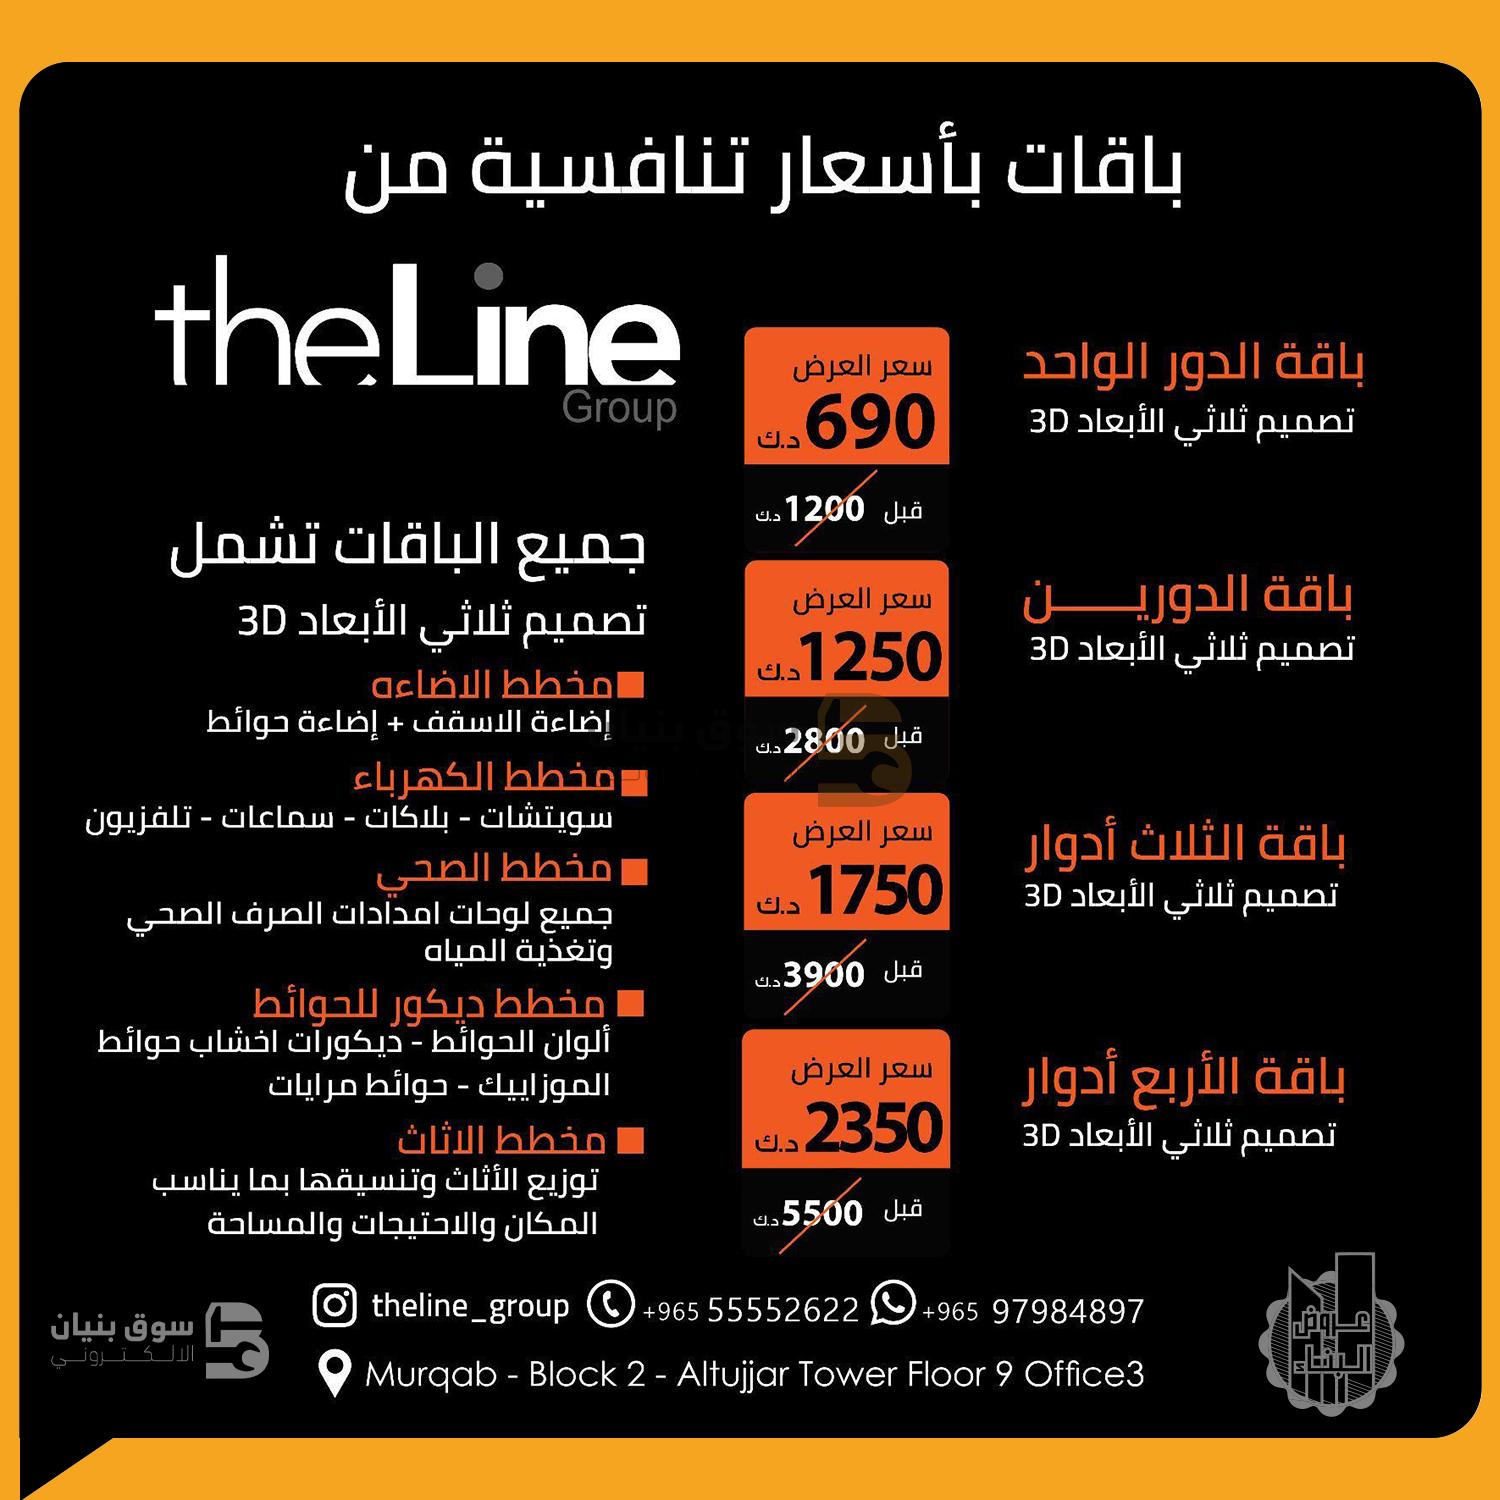 باقات بأسعار تنافسية من
theLine
Group
باقة الدور الواحد
تصميم ثلاثي الأبعاد 3D
سعر العرض
690 د.ك
قبل 1200 د.ك
باقة الدوريـــــن
تصميم ثلاثي الأبعاد 3D
سعر العرض
1250 د.ك
قبل 2800 د.ك
باقة الثلاث أدوار
تصميم ثلاثي الأبعاد 3D
سعر العرض
1750 د.ك
قبل 3900 د.ك
باقة الأربع أدوار
تصميم ثلاثي الأبعاد 3D
سعر العرض
2350 د.ك
قبل 5500 د.ك
جميع الباقات تشمل
تصميم ثلاثي الأبعاد 3D
مخطط الاضاءه
إضاءة الاسقف + إضاءة حوائط
مخطط الكهرباء
سويتشات - بلاكات - سماعات - تلفزيون
مخطط الصحي
جميع لوحات امدادات الصرف الصحي
وتغذية المياه
مخطط ديكور للحوائط
ألوان الحوائط - ديكورات اخشاب حوائط
الموزاييك - حوائط مرايات
مخطط الاثاث
توزيع الأثاث وتنسيقها بما يناسب
المكان والاحتيجات والمساحة
سوق بنيان
theline_group +965 55552622 +965 97984897
Murqab - Block 2 - Altujjar Tower Floor 9 Office3
سوق بنيان
الالـكـتـرونـي
عـروض
البناء